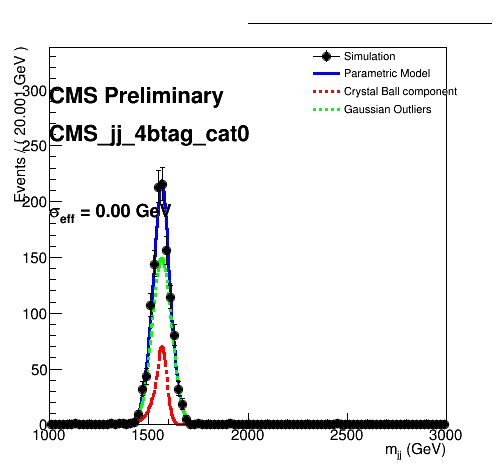 Simulation
Parametric Model
Crystal Ball component
Gaussian Outliers
CMS Preliminary
CMS_jj_4btag_cat0
σeff = 0.00 GeV
Events / ( 20.001 GeV )
300
250
200
150
100
50
0
1000 1500 2000 2500 3000
mjj (GeV)